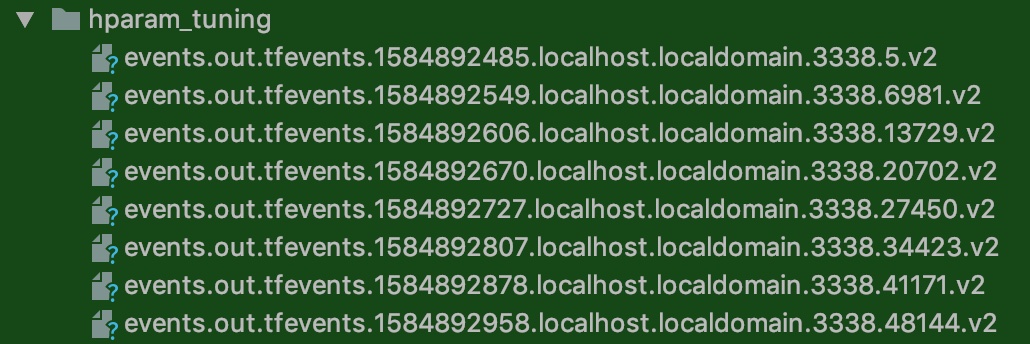 hparam_tuning
events.out.tfevents.1584892485.localhost.localdomain.3338.5.v2
events.out.tfevents.1584892549.localhost.localdomain.3338.6981.v2
events.out.tfevents.1584892606.localhost.localdomain.3338.13729.v2
events.out.tfevents.1584892670.localhost.localdomain.3338.20702.v2
events.out.tfevents.1584892727.localhost.localdomain.3338.27450.v2
events.out.tfevents.1584892807.localhost.localdomain.3338.34423.v2
events.out.tfevents.1584892878.localhost.localdomain.3338.41171.v2
events.out.tfevents.1584892958.localhost.localdomain.3338.48144.v2